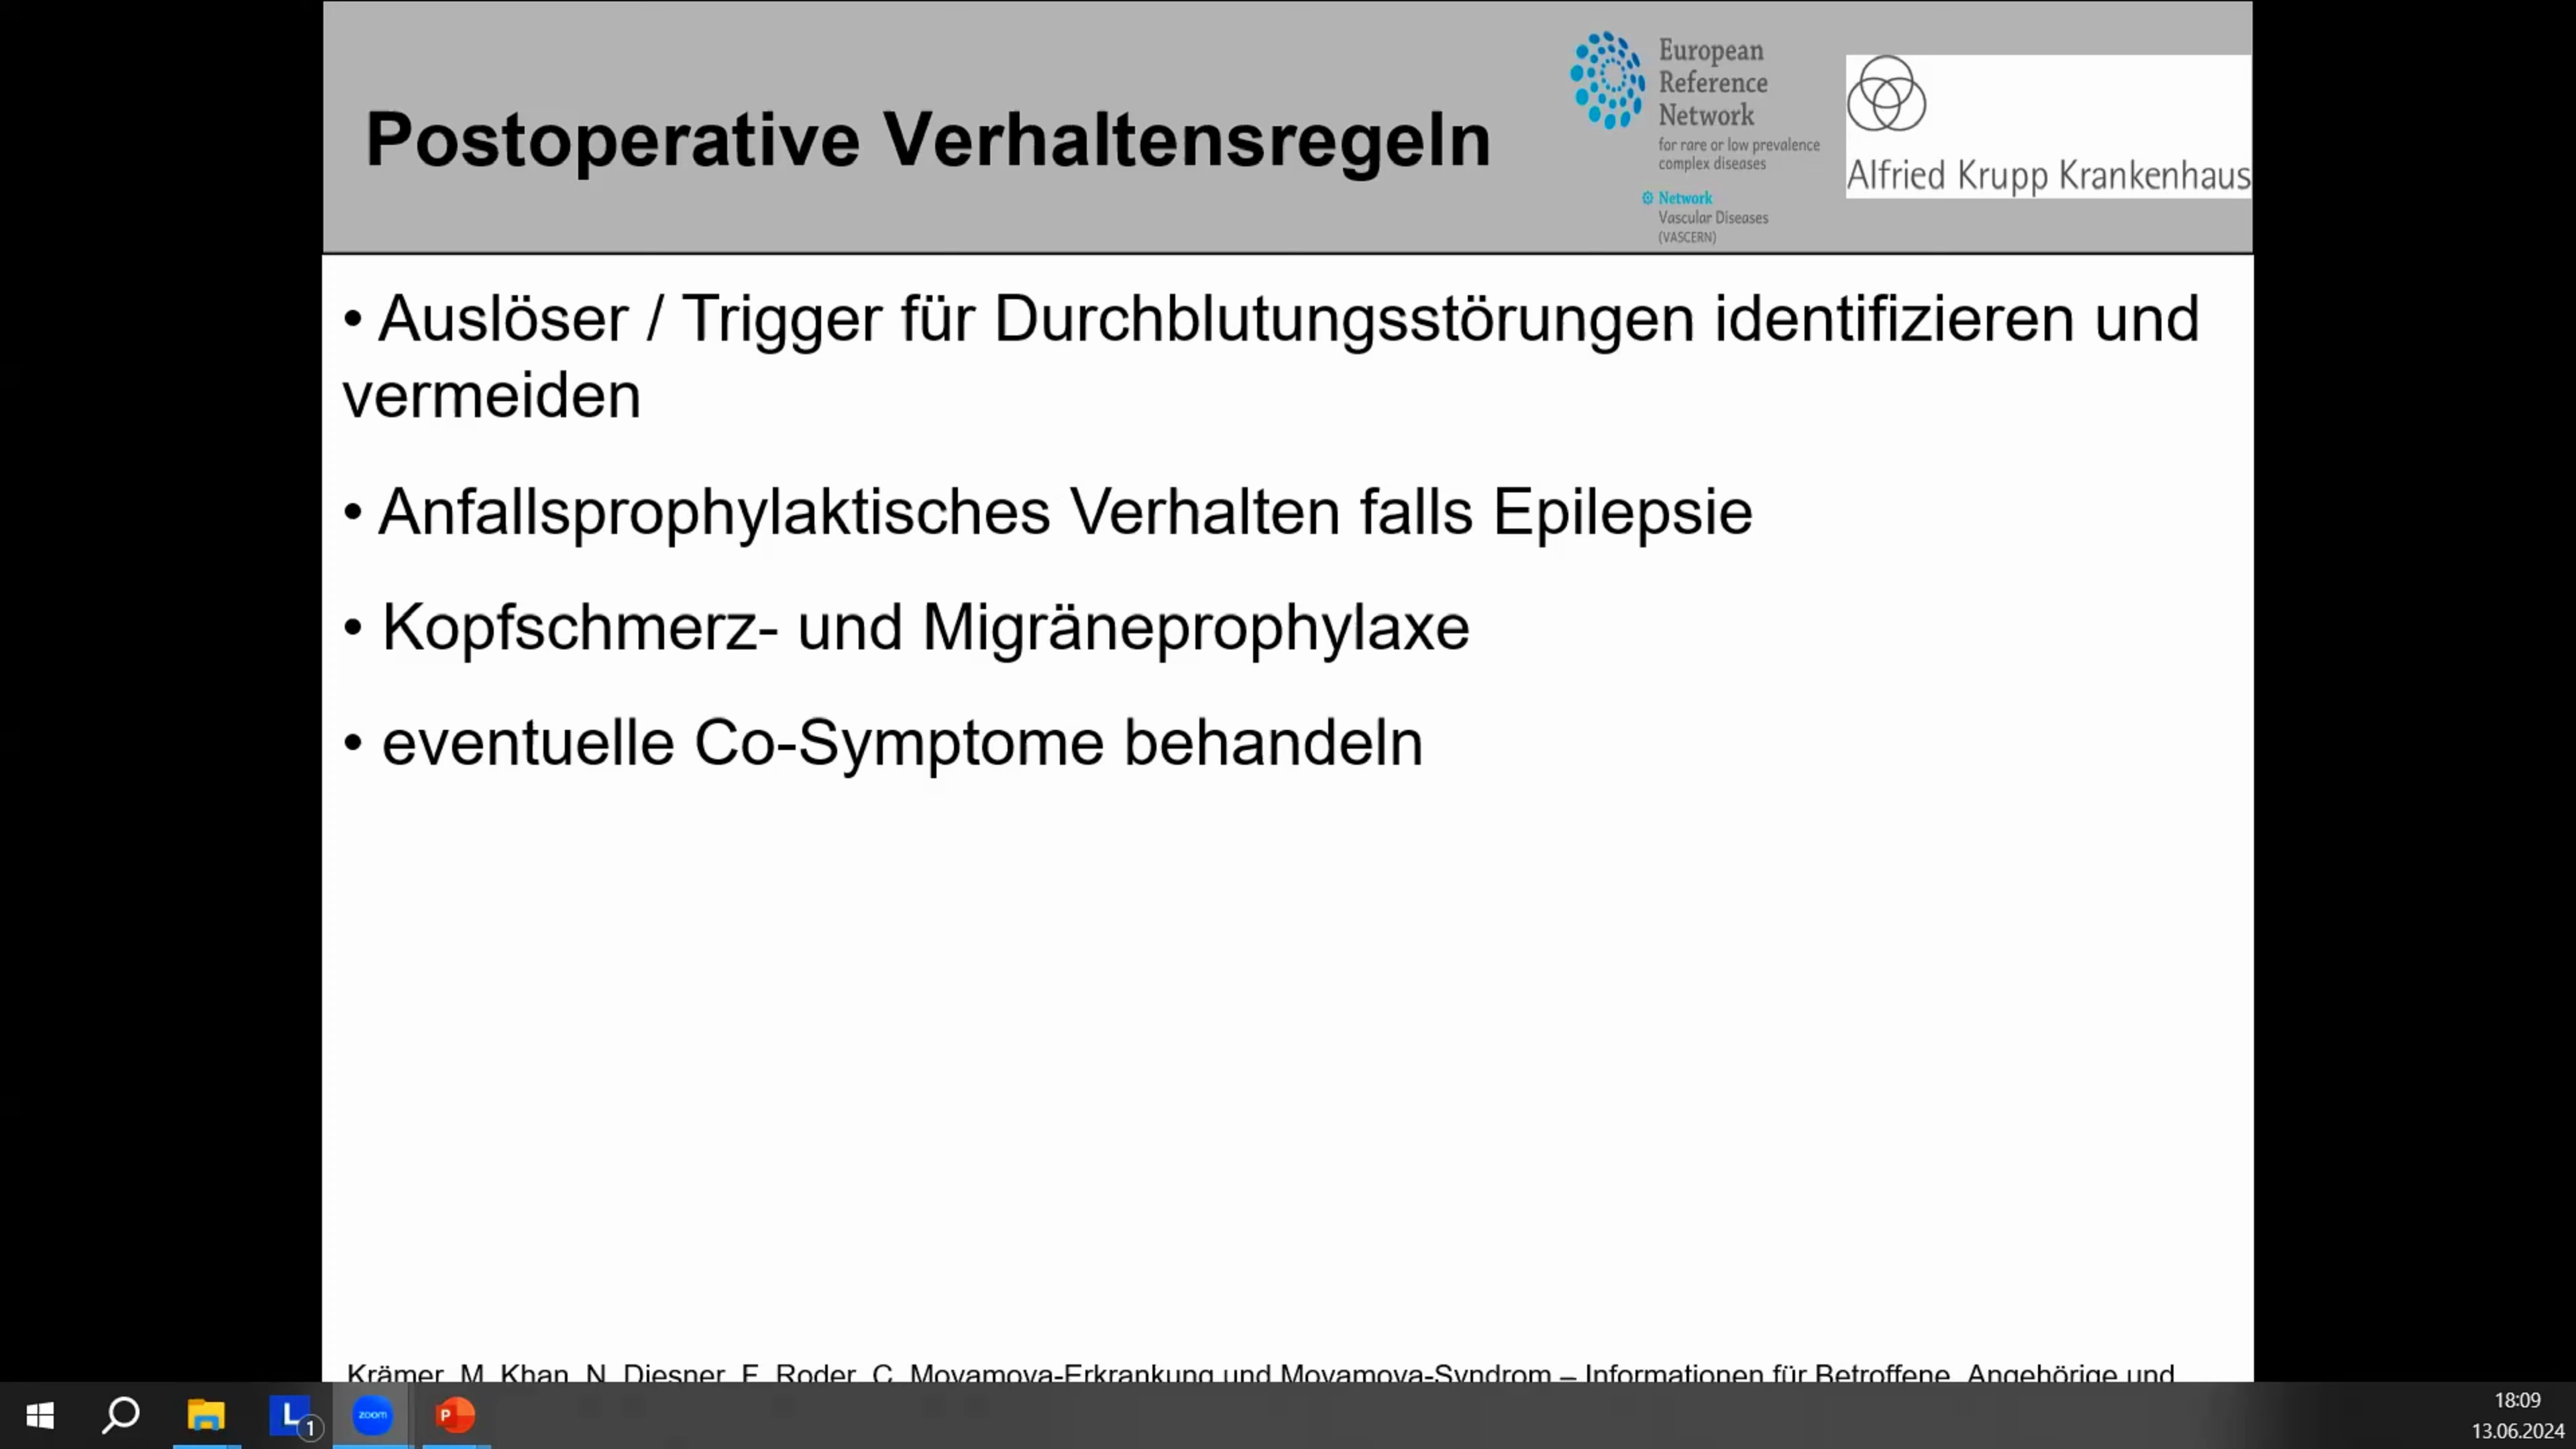 Postoperative Verhaltensregeln
European
Reference
Network
for rare or low prevalence
complex diseases
Network
Vascular Diseases
(VASCERN)
Alfried Krupp Krankenhaus
• Auslöser / Trigger für Durchblutungsstörungen identifizieren und
vermeiden
• Anfallsprophylaktisches Verhalten falls Epilepsie
• Kopfschmerz- und Migräneprophylaxe
• eventuelle Co-Symptome behandeln
Krämer, M, Khan, N, Diesner, F, Roder, C, Moyamoya-Erkrankung und Moyamoya-Syndrom – Informationen für Betroffene, Angehörige und
L
1
zoom
P
18:09
13.06.2024